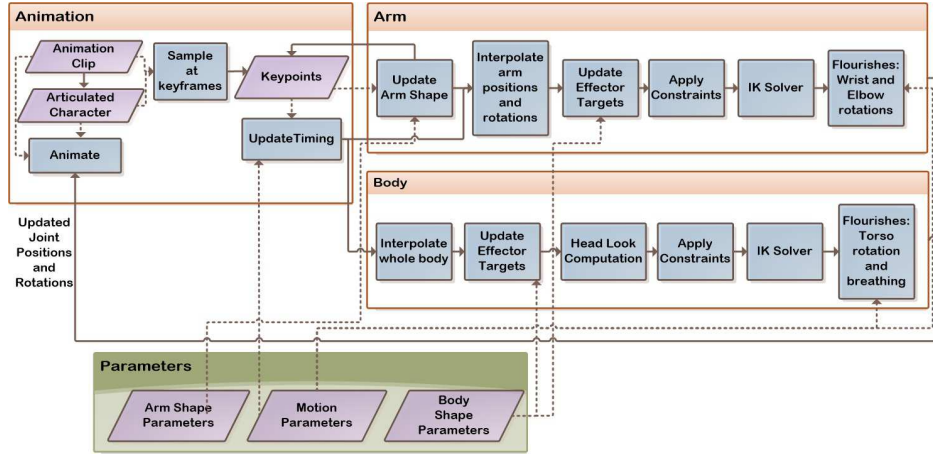 Animation
Animation
Clip
Articulated
Character
Animate
Sample
at
keyframes
Keypoints
UpdateTiming
Updated
Joint
Positions
and
Rotations
Arm
Update
Arm Shape
Interpolate
arm
positions
and
rotations
Update
Effector
Targets
Apply
Constraints
IK Solver
Flourishes:
Wrist and
Elbow
rotations
Body
Interpolate
whole body
Update
Effector
Targets
Head Look
Computation
Apply
Constraints
IK Solver
Flourishes:
Torso
rotation
and
breathing
Parameters
Arm Shape
Parameters
Motion
Parameters
Body
Shape
Parameters